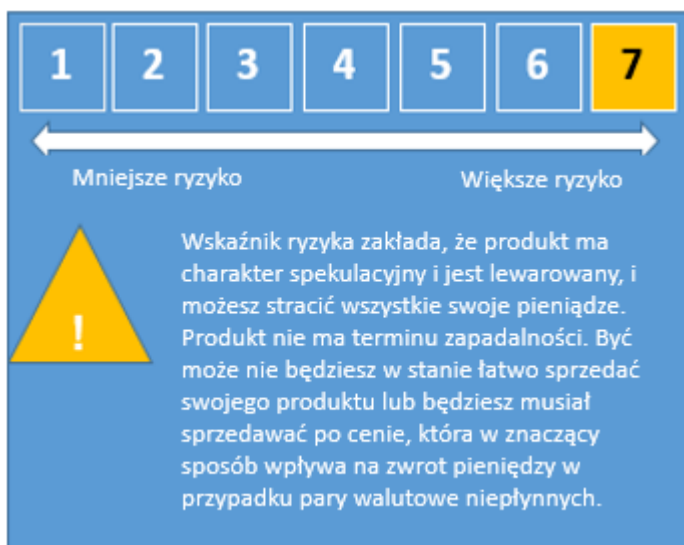 1 2 3 4 5 6 7
Mniejsze ryzyko Większe ryzyko
Wskaźnik ryzyka zakłada, że produkt ma
charakter spekulacyjny i jest lewarowany, i
możesz stracić wszystkie swoje pieniądze.
Produkt nie ma terminu zapadalności. Być
może nie będziesz w stanie łatwo sprzedać
swojego produktu lub będziesz musiał
sprzedawać po cenie, która w znaczący
sposób wpływa na zwrot pieniędzy w
przypadku pary walutowe niepłynnych.
!